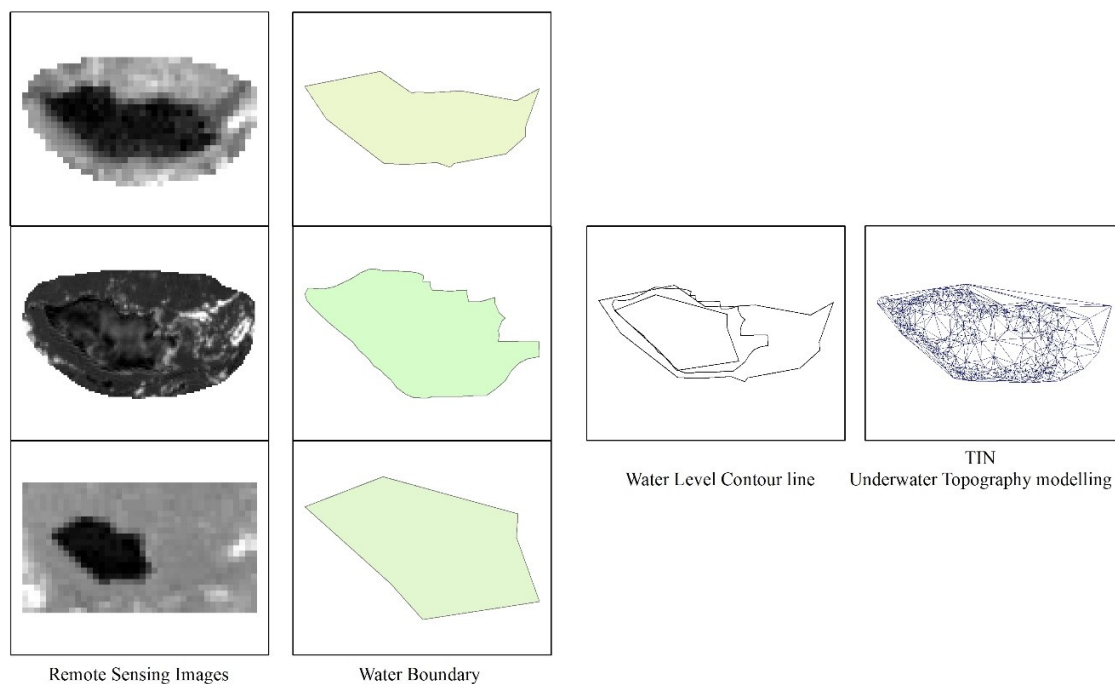 TIN
Water Level Contour line
Underwater Topography modelling
Remote Sensing Images
Water Boundary